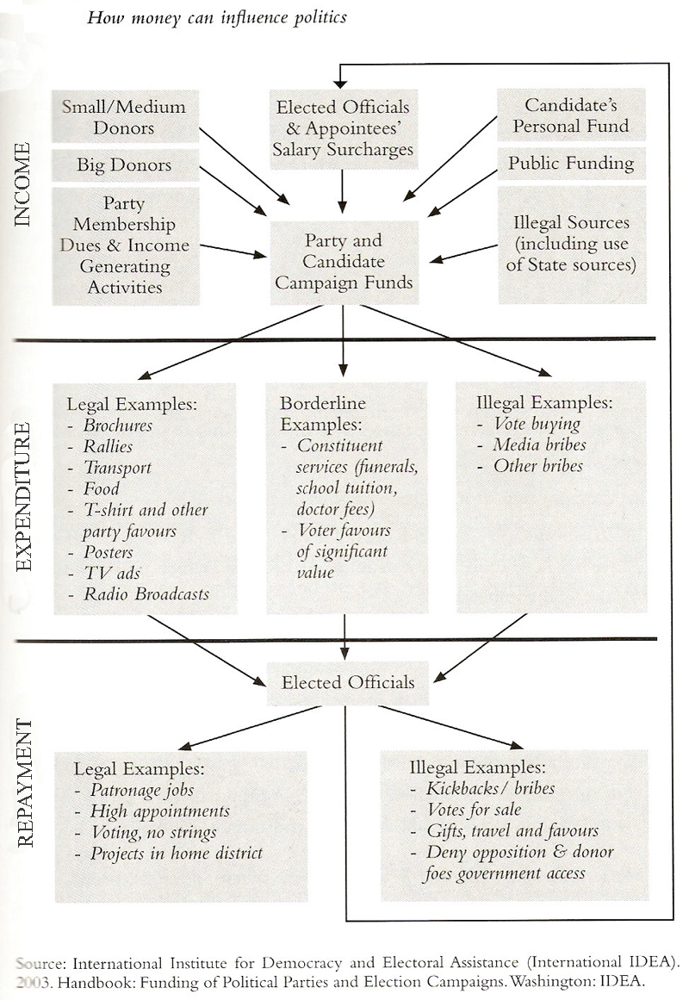 How money can influence politics
INCOME
Small/Medium
Donors
Big Donors
Party
Membership
Dues & Income
Generating
Activities
Elected Officials
& Appointees'
Salary Surcharges
Candidate's
Personal Fund
Public Funding
Illegal Sources
(including use
of State sources)
Party and
Candidate
Campaign Funds
EXPENDITURE
Legal Examples:
- Brochures
- Rallies
- Transport
- Food
- T-shirt and other
party favours
- Posters
- TV ads
- Radio Broadcasts
Borderline
Examples:
- Constituent
services (funerals,
school tuition,
doctor fees)
- Voter favours
of significant
value
Illegal Examples:
- Vote buying
- Media bribes
- Other bribes
REPAYMENT
Elected Officials
Legal Examples:
- Patronage jobs
- High appointments
- Voting, no strings
- Projects in home district
Illegal Examples:
- Kickbacks/ bribes
- Votes for sale
- Gifts, travel and favours
- Deny opposition & donor
foes government access
Source: International Institute for Democracy and Electoral Assistance (International IDEA).
2003. Handbook: Funding of Political Parties and Election Campaigns. Washington: IDEA.